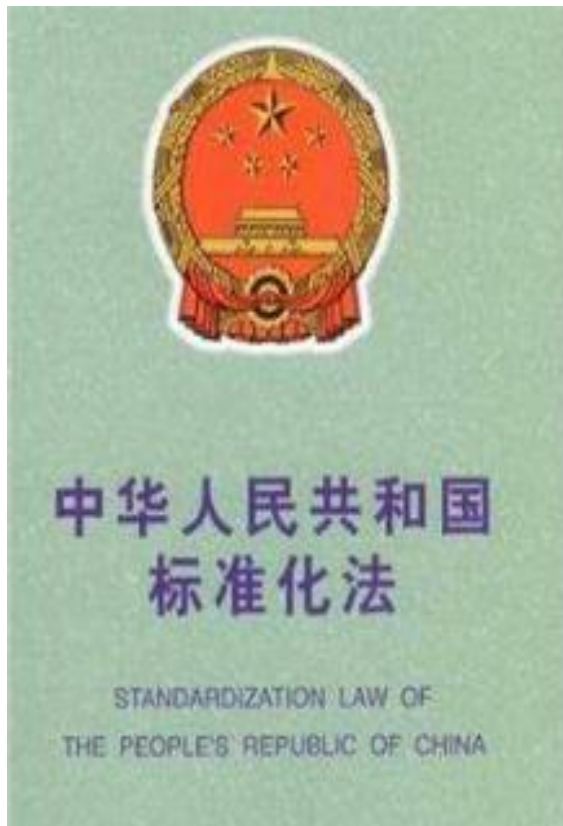 中华人民共和国
标准化法
STANDARDIZATION LAW OF
THE PEOPLE'S REPUBLIC OF CHINA